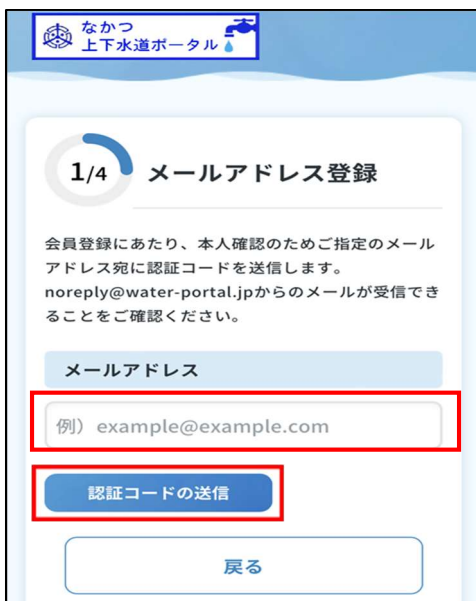 なかつ
上下水道ポータル
1/4
メールアドレス登録
会員登録にあたり、本人確認のためご指定のメール
アドレス宛に認証コードを送信します。
noreply@water-portal.jpからのメールが受信でき
ることをご確認ください。
メールアドレス
例）example@example.com
認証コードの送信
戻る